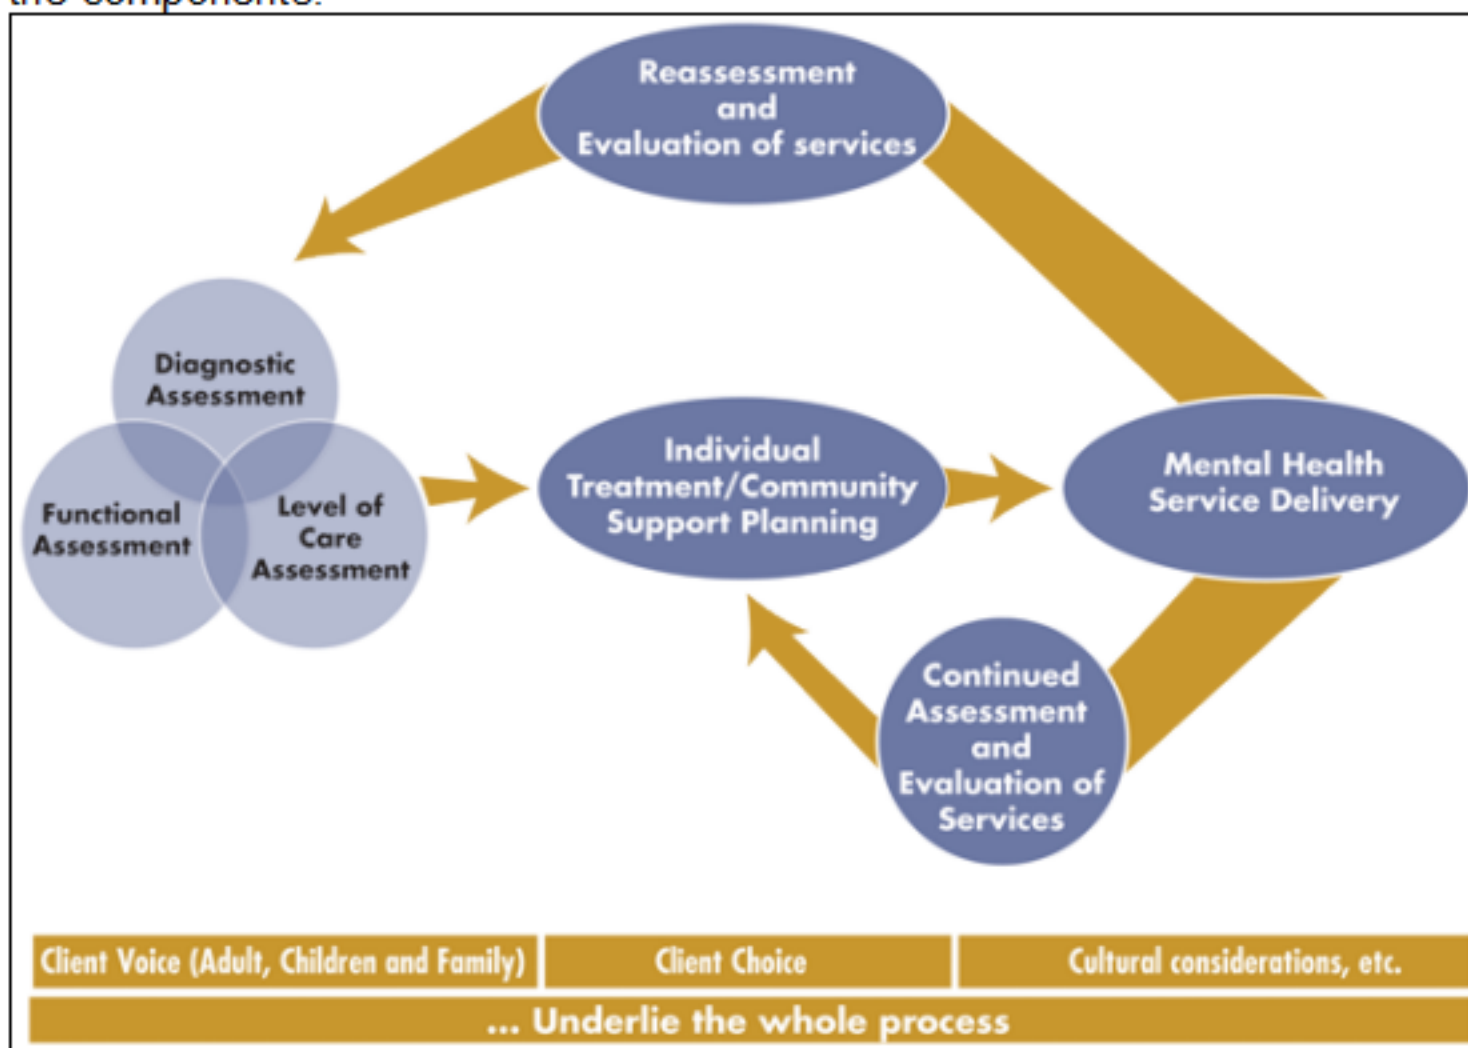 the components.
Reassessment
and
Evaluation of services
Diagnostic
Assessment
Functional
Assessment
Level of
Care
Assessment
Individual
Treatment/Community
Support Planning
Mental Health
Service Delivery
Continued
Assessment
and
Evaluation of
Services
Client Voice (Adult, Children and Family)
Client Choice
Cultural considerations, etc.
... Underlie the whole process